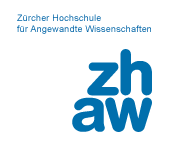 Zürcher Hochschule
für Angewandte Wissenschaften
zh
aw